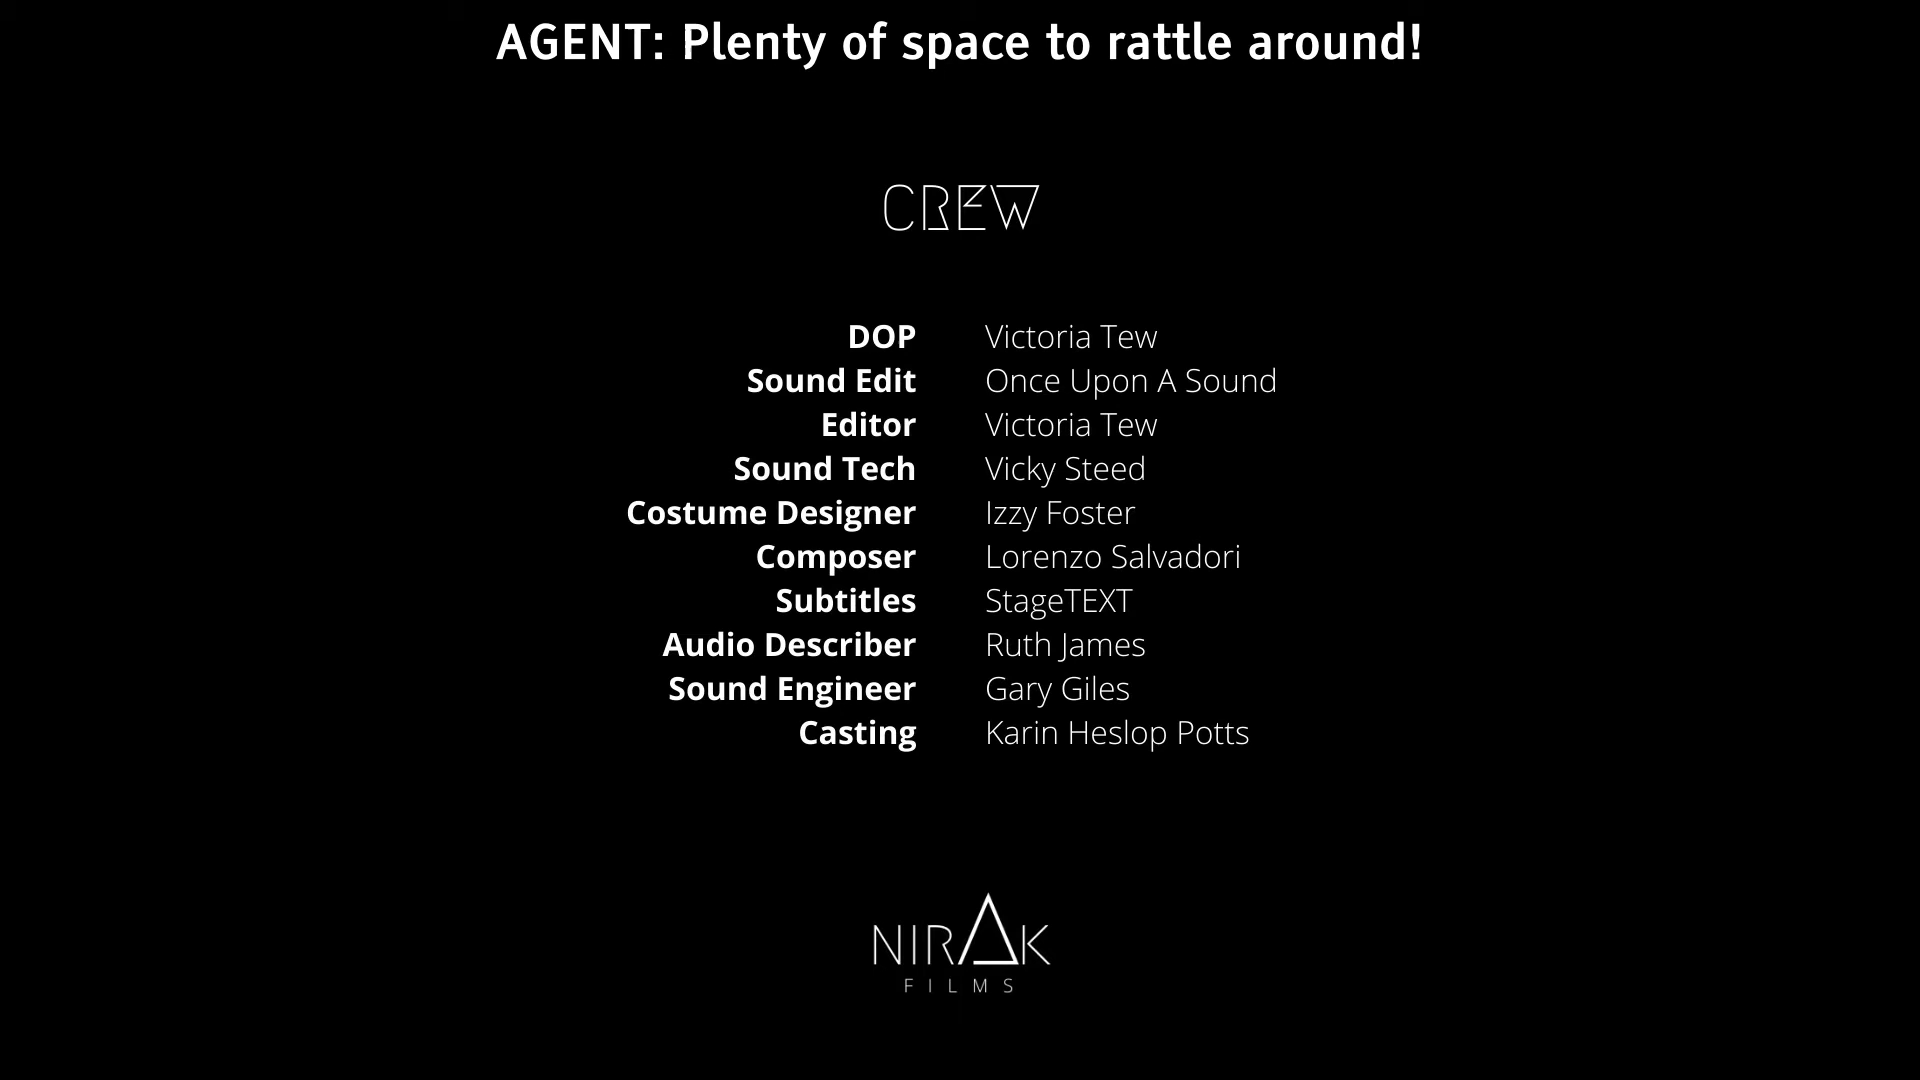 AGENT: Plenty of space to rattle around!
CREW
DOP Victoria Tew
Sound Edit Once Upon A Sound
Editor Victoria Tew
Sound Tech Vicky Steed
Costume Designer Izzy Foster
Composer Lorenzo Salvadori
Subtitles StageTEXT
Audio Describer Ruth James
Sound Engineer Gary Giles
Casting Karin Heslop Potts
NIRAK
FILMS